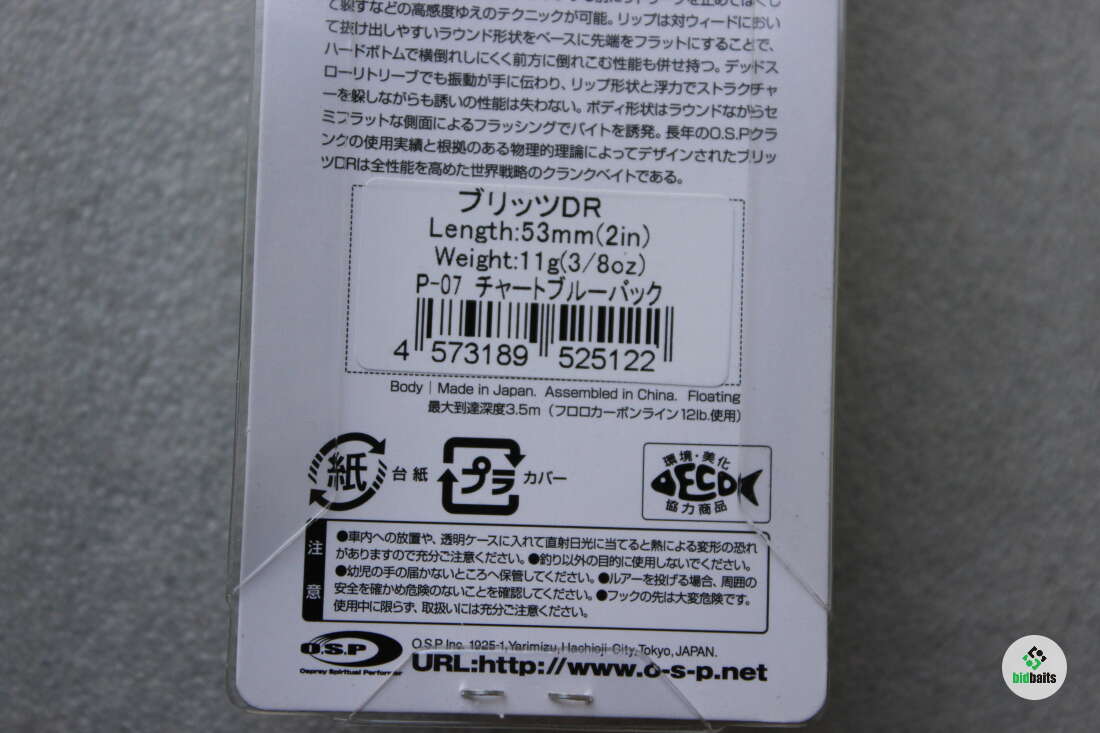 て躱すなどの高感度ゆえのテクニックが可能。リップは対ウィードにおい
て抜け出しやすいラウンド形状をベースに先端をフラットにすることで、
ハードボトムで横倒れしにくく前方に倒れこむ性能も併せ持つ。デッドス
ローリトリーブでも振動が手に伝わり、リップ形状と浮力でストラクチャ
ーを躱しながらも誘いの性能は失わない。ボディ形状はラウンドながらセ
ミフラットな側面によるフラッシングでバイトを誘発。長年のO.S.Pクラ
ンクの使用実績と根拠のある物理的理論によってデザインされたブリッ
ツDRは全性能を高めた世界戦略のクランクベイトである。
ブリッツDR
Length:53mm(2in)
Weight:11g(3/8oz)
P-07 チャートブルーバック
4 573189 525122
Body | Made in Japan. Assembled in China. Floating
最大到達深度3.5m（フロロカーボンライン12lb.使用）
紙 台紙 プラ カバー
環境・美化
ECO
協力商品
注意
●車内への放置や、透明ケースに入れて直射日光に当てると熱による変形の恐れ
がありますので充分ご注意ください。●釣り以外の目的に使用しないでください。
●幼児の手の届かないところへ保管してください。●ルアーを投げる場合、周囲の
安全を確かめ危険のないことを確認してください。●フックの先は大変危険です。
使用中に限らず、取扱いには充分ご注意ください。
O.S.P
Osprey Spiritual Performer
O.S.P Inc. 1925-1,Yarimizu,Hachioji-City,Tokyo,JAPAN.
URL:http://www.o-s-p.net
bidbaits